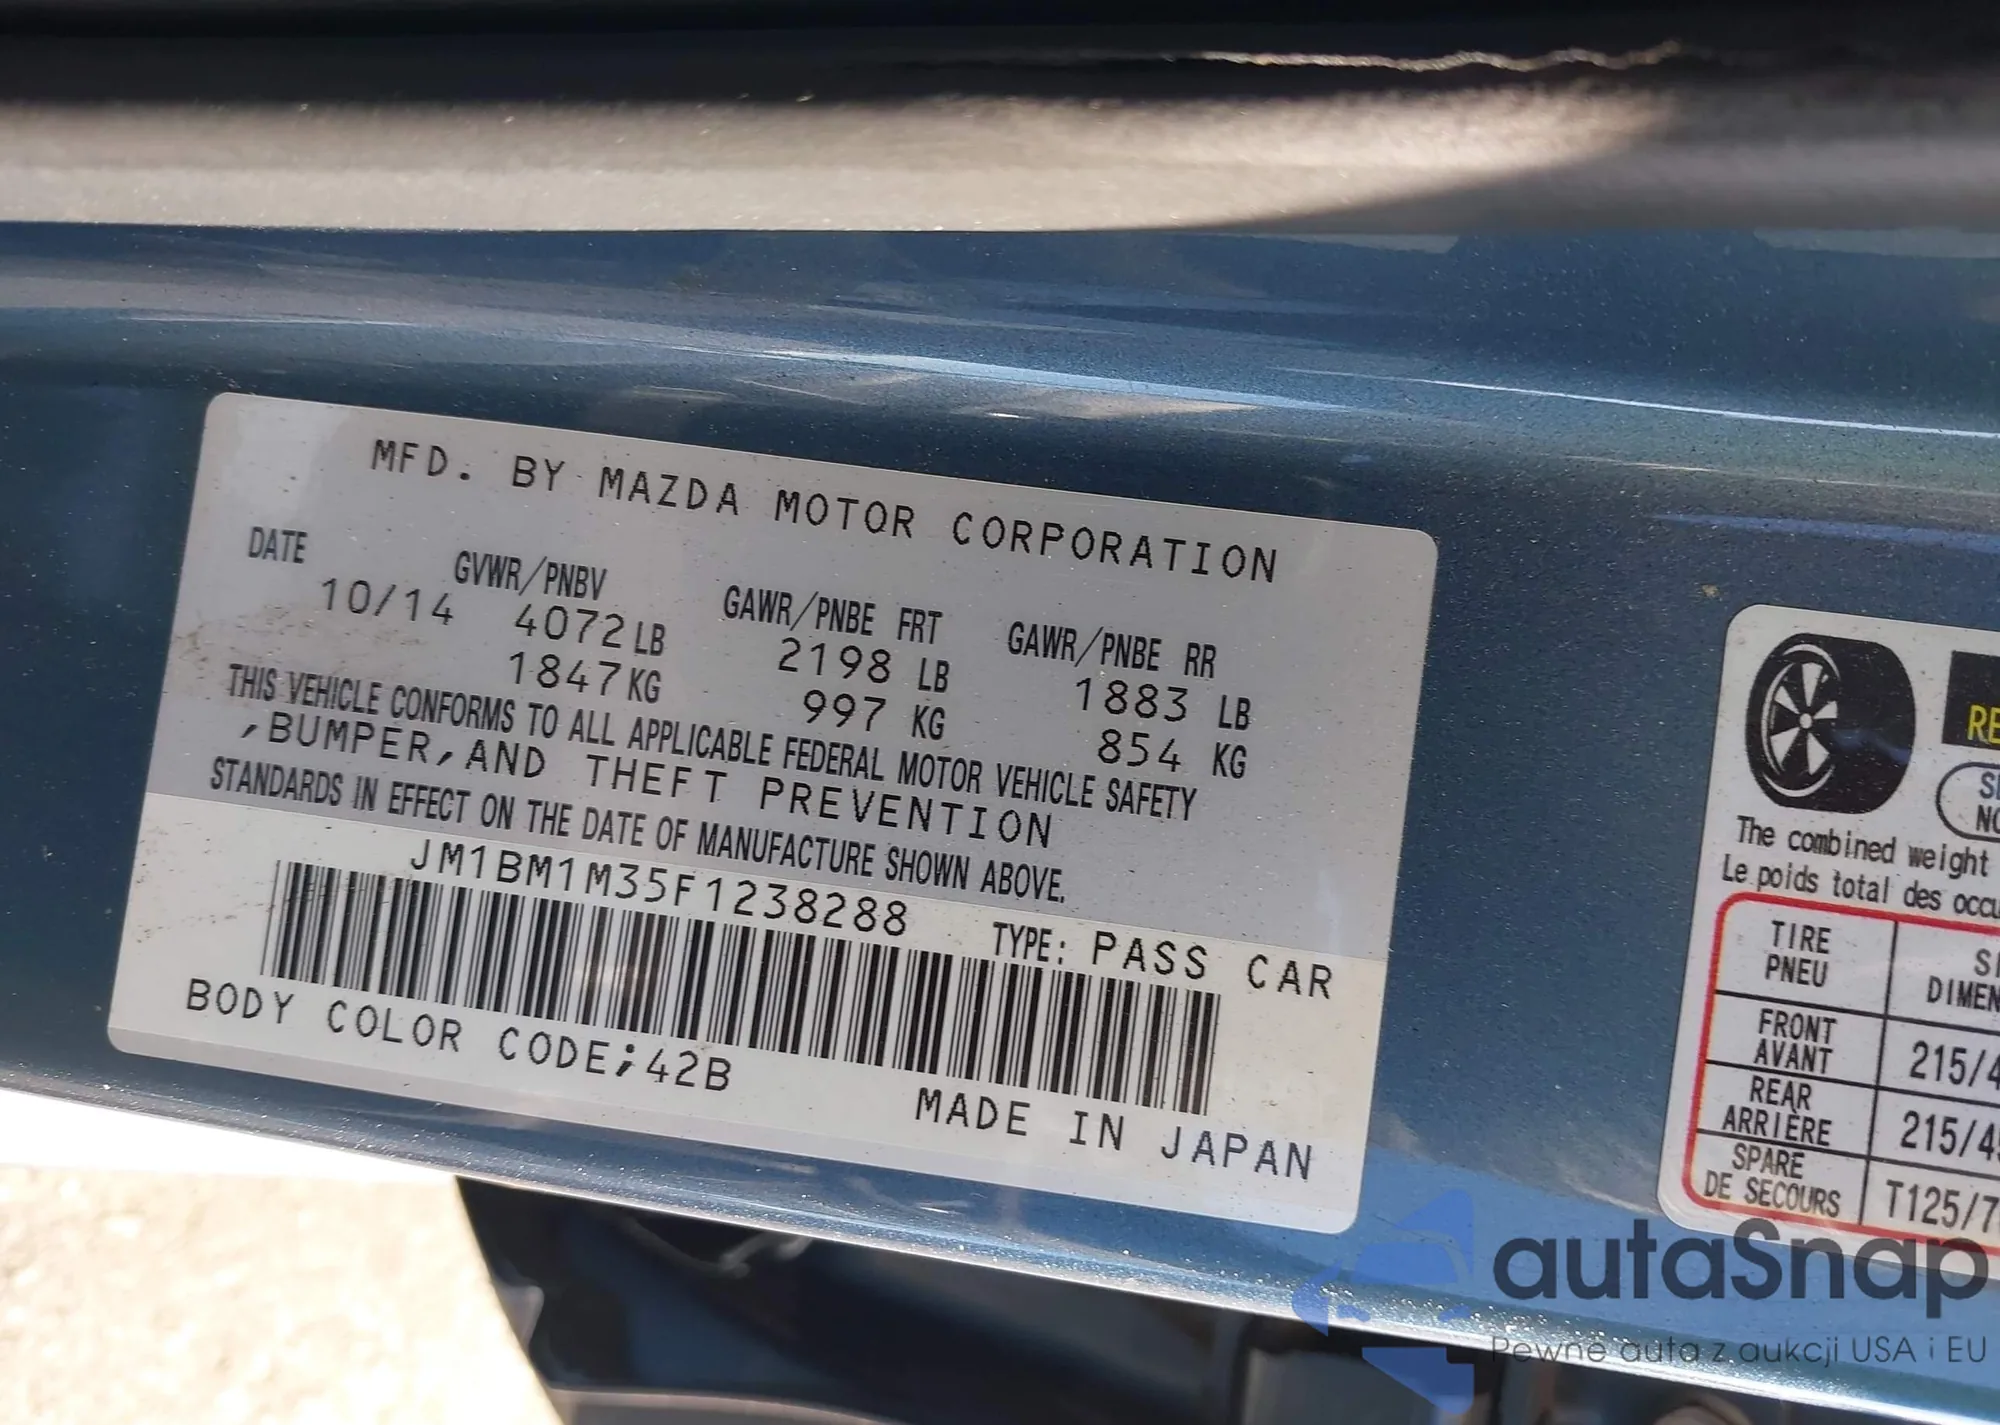 MFD. BY MAZDA MOTOR CORPORATION
DATE GVWR/PNBV GAWR/PNBE FRT GAWR/PNBE RR
10/14 4072 LB 2198 LB 1883 LB
1847 KG 997 KG 854 KG
THIS VEHICLE CONFORMS TO ALL APPLICABLE FEDERAL MOTOR VEHICLE SAFETY
,BUMPER,AND THEFT PREVENTION
STANDARDS IN EFFECT ON THE DATE OF MANUFACTURE SHOWN ABOVE.
JM1BM1M35F1238288 TYPE: PASS CAR
BODY COLOR CODE;42B
MADE IN JAPAN
The combined weight
Le poids total des
TIRE
PNEU
FRONT
AVANT
215/4
REAR
ARRIÈRE
215/45
SPARE
DE SECOURS
T125/7
autaSnap
Pewne auta z aukcji USA i EU